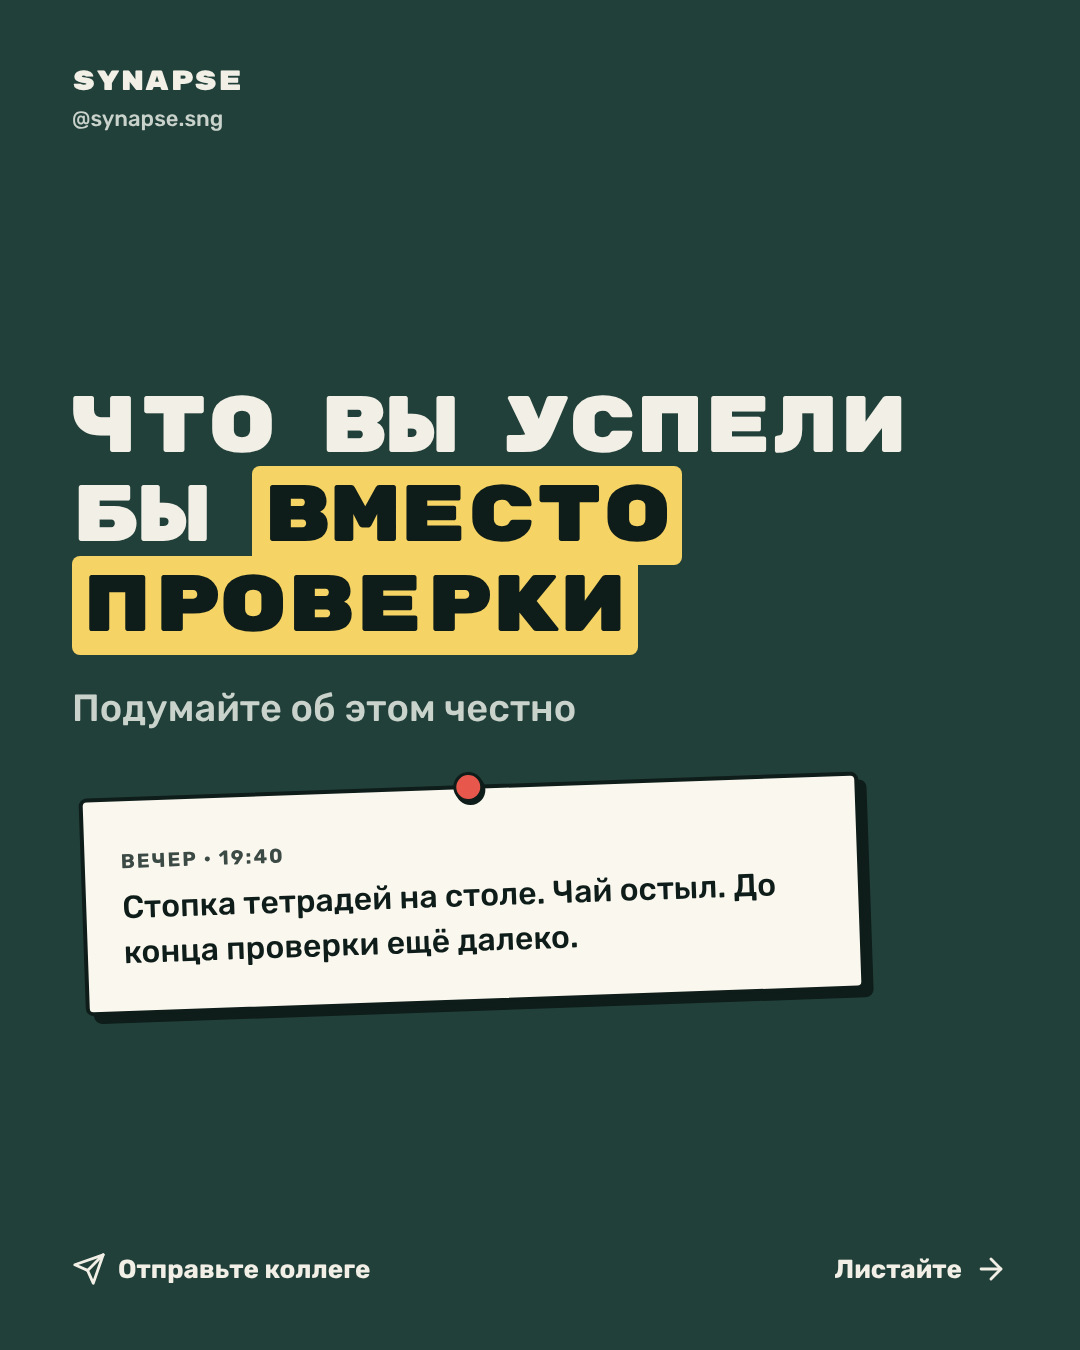 SYNAPSE
@synapse.sng
ЧТО ВЫ УСПЕЛИ
БЫ ВМЕСТО
ПРОВЕРКИ
Подумайте об этом честно
ВЕЧЕР • 19:40
Стопка тетрадей на столе. Чай остыл. До
конца проверки ещё далеко.
Отправьте коллеге
Листайте →